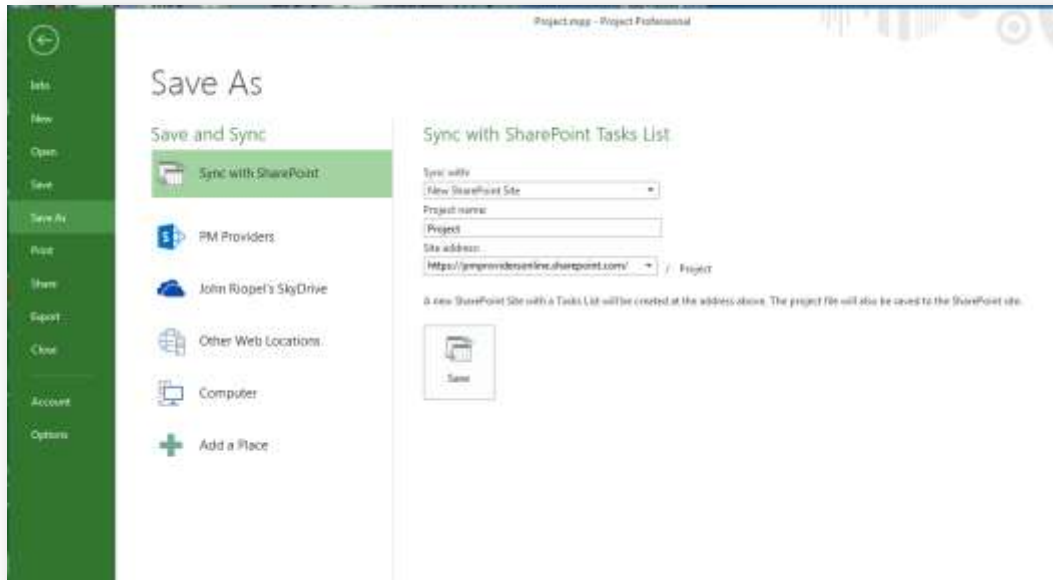 Project.mpp - Project Professional
Info
New
Open
Save
Save As
Print
Share
Export
Close
Account
Options
Save As
Save and Sync
Sync with SharePoint
PM Providers
John Riopel's SkyDrive
Other Web Locations
Computer
Add a Place
Sync with SharePoint Tasks List
Sync with:
New SharePoint Site
Project name:
Project
Site address:
https://pmprovidersonline.sharepoint.com/ / Project
A new SharePoint Site with a Tasks List will be created at the address above. The project file will also be saved to the SharePoint site.
Save